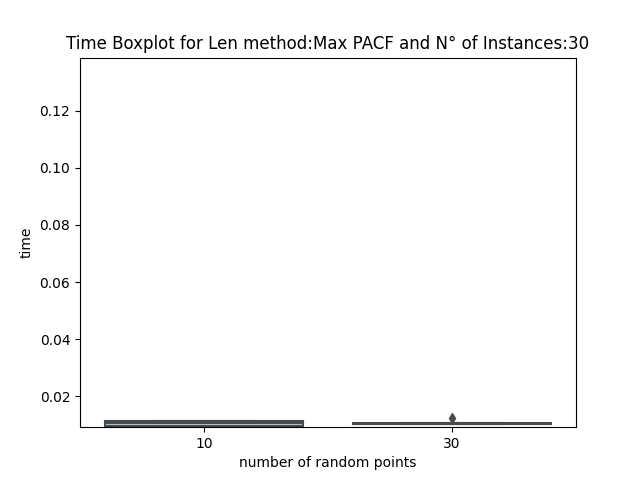 Time Boxplot for Len method:Max PACF and N° of Instances:30
0.12
0.10
0.08
0.06
0.04
0.02
time
10 30
number of random points